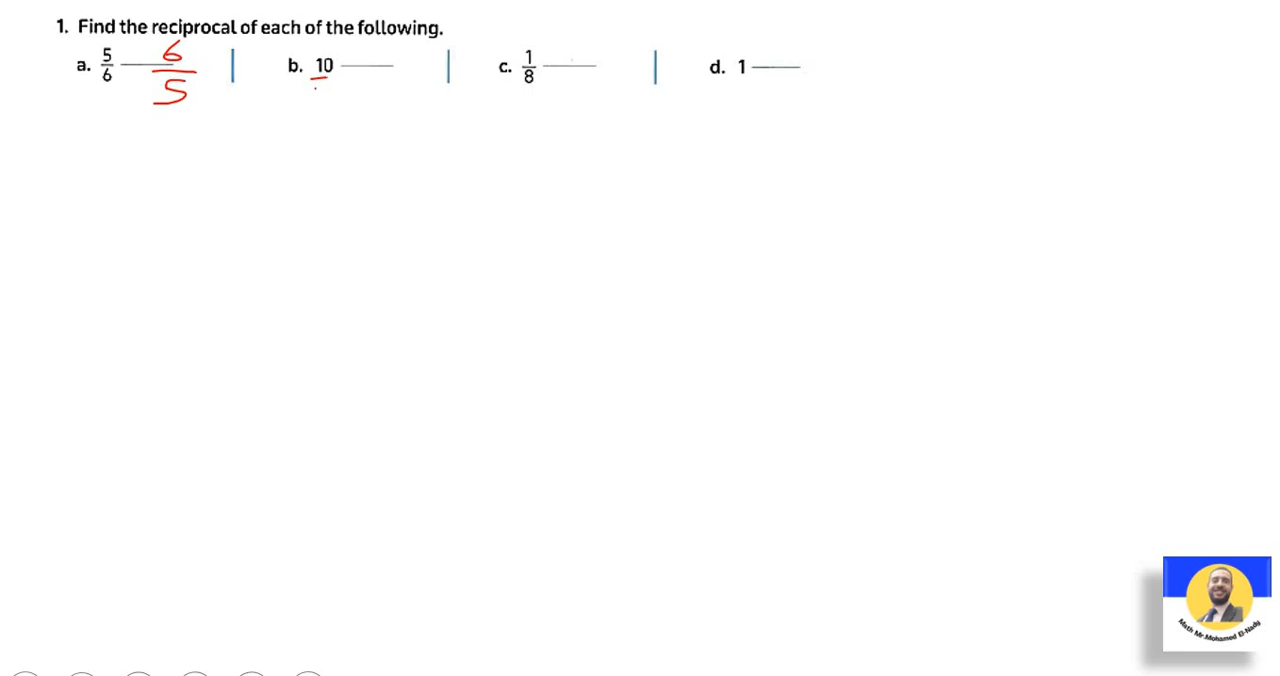 1. Find the reciprocal of each of the following.
a. 5/6 6/5 b. 10 c. 1/8 d. 1
Math Mr Mohamed El-Nady